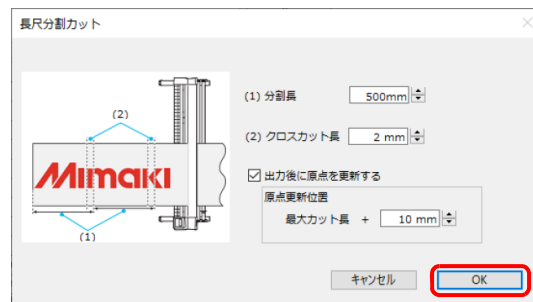 長尺分割カット
(1) 分割長 500mm
(2)
(2) クロスカット長 2 mm
Mimaki
出力後に原点を更新する
原点更新位置
最大カット長 + 10 mm
(1)
キャンセル OK